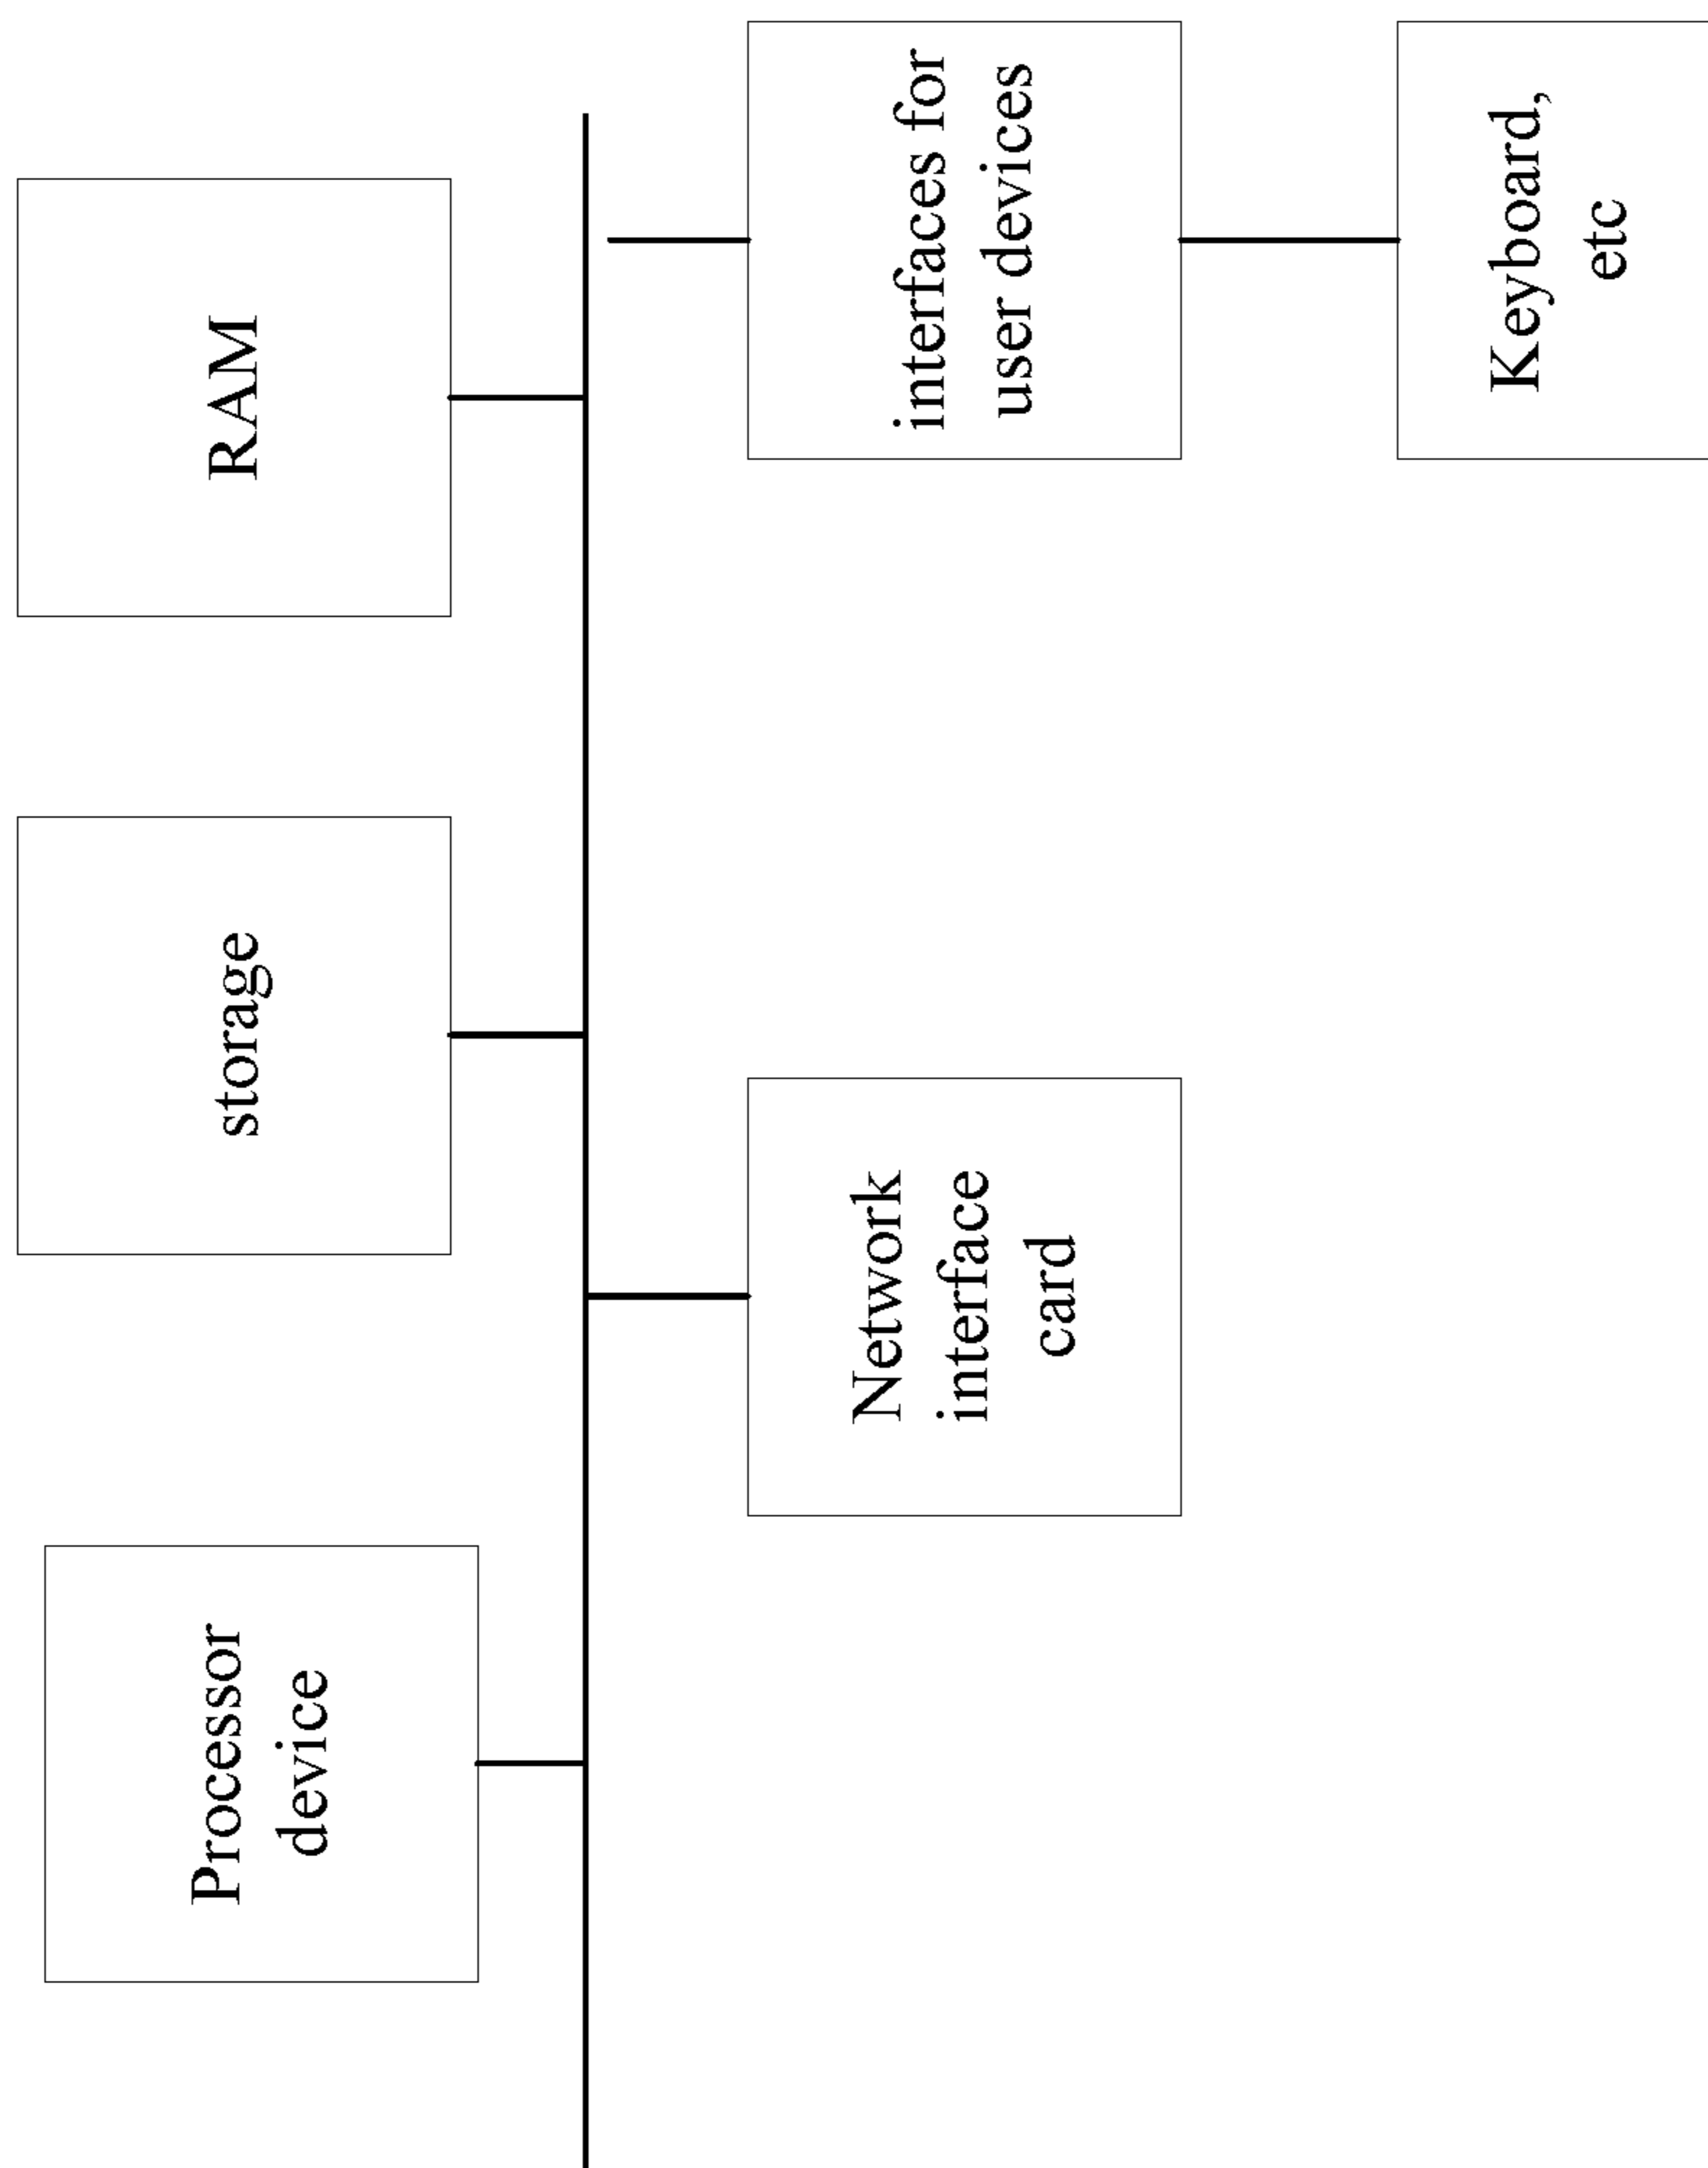 Processor
device
storage
RAM
Network
interface
card
interfaces for
user devices
Keyboard,
etc